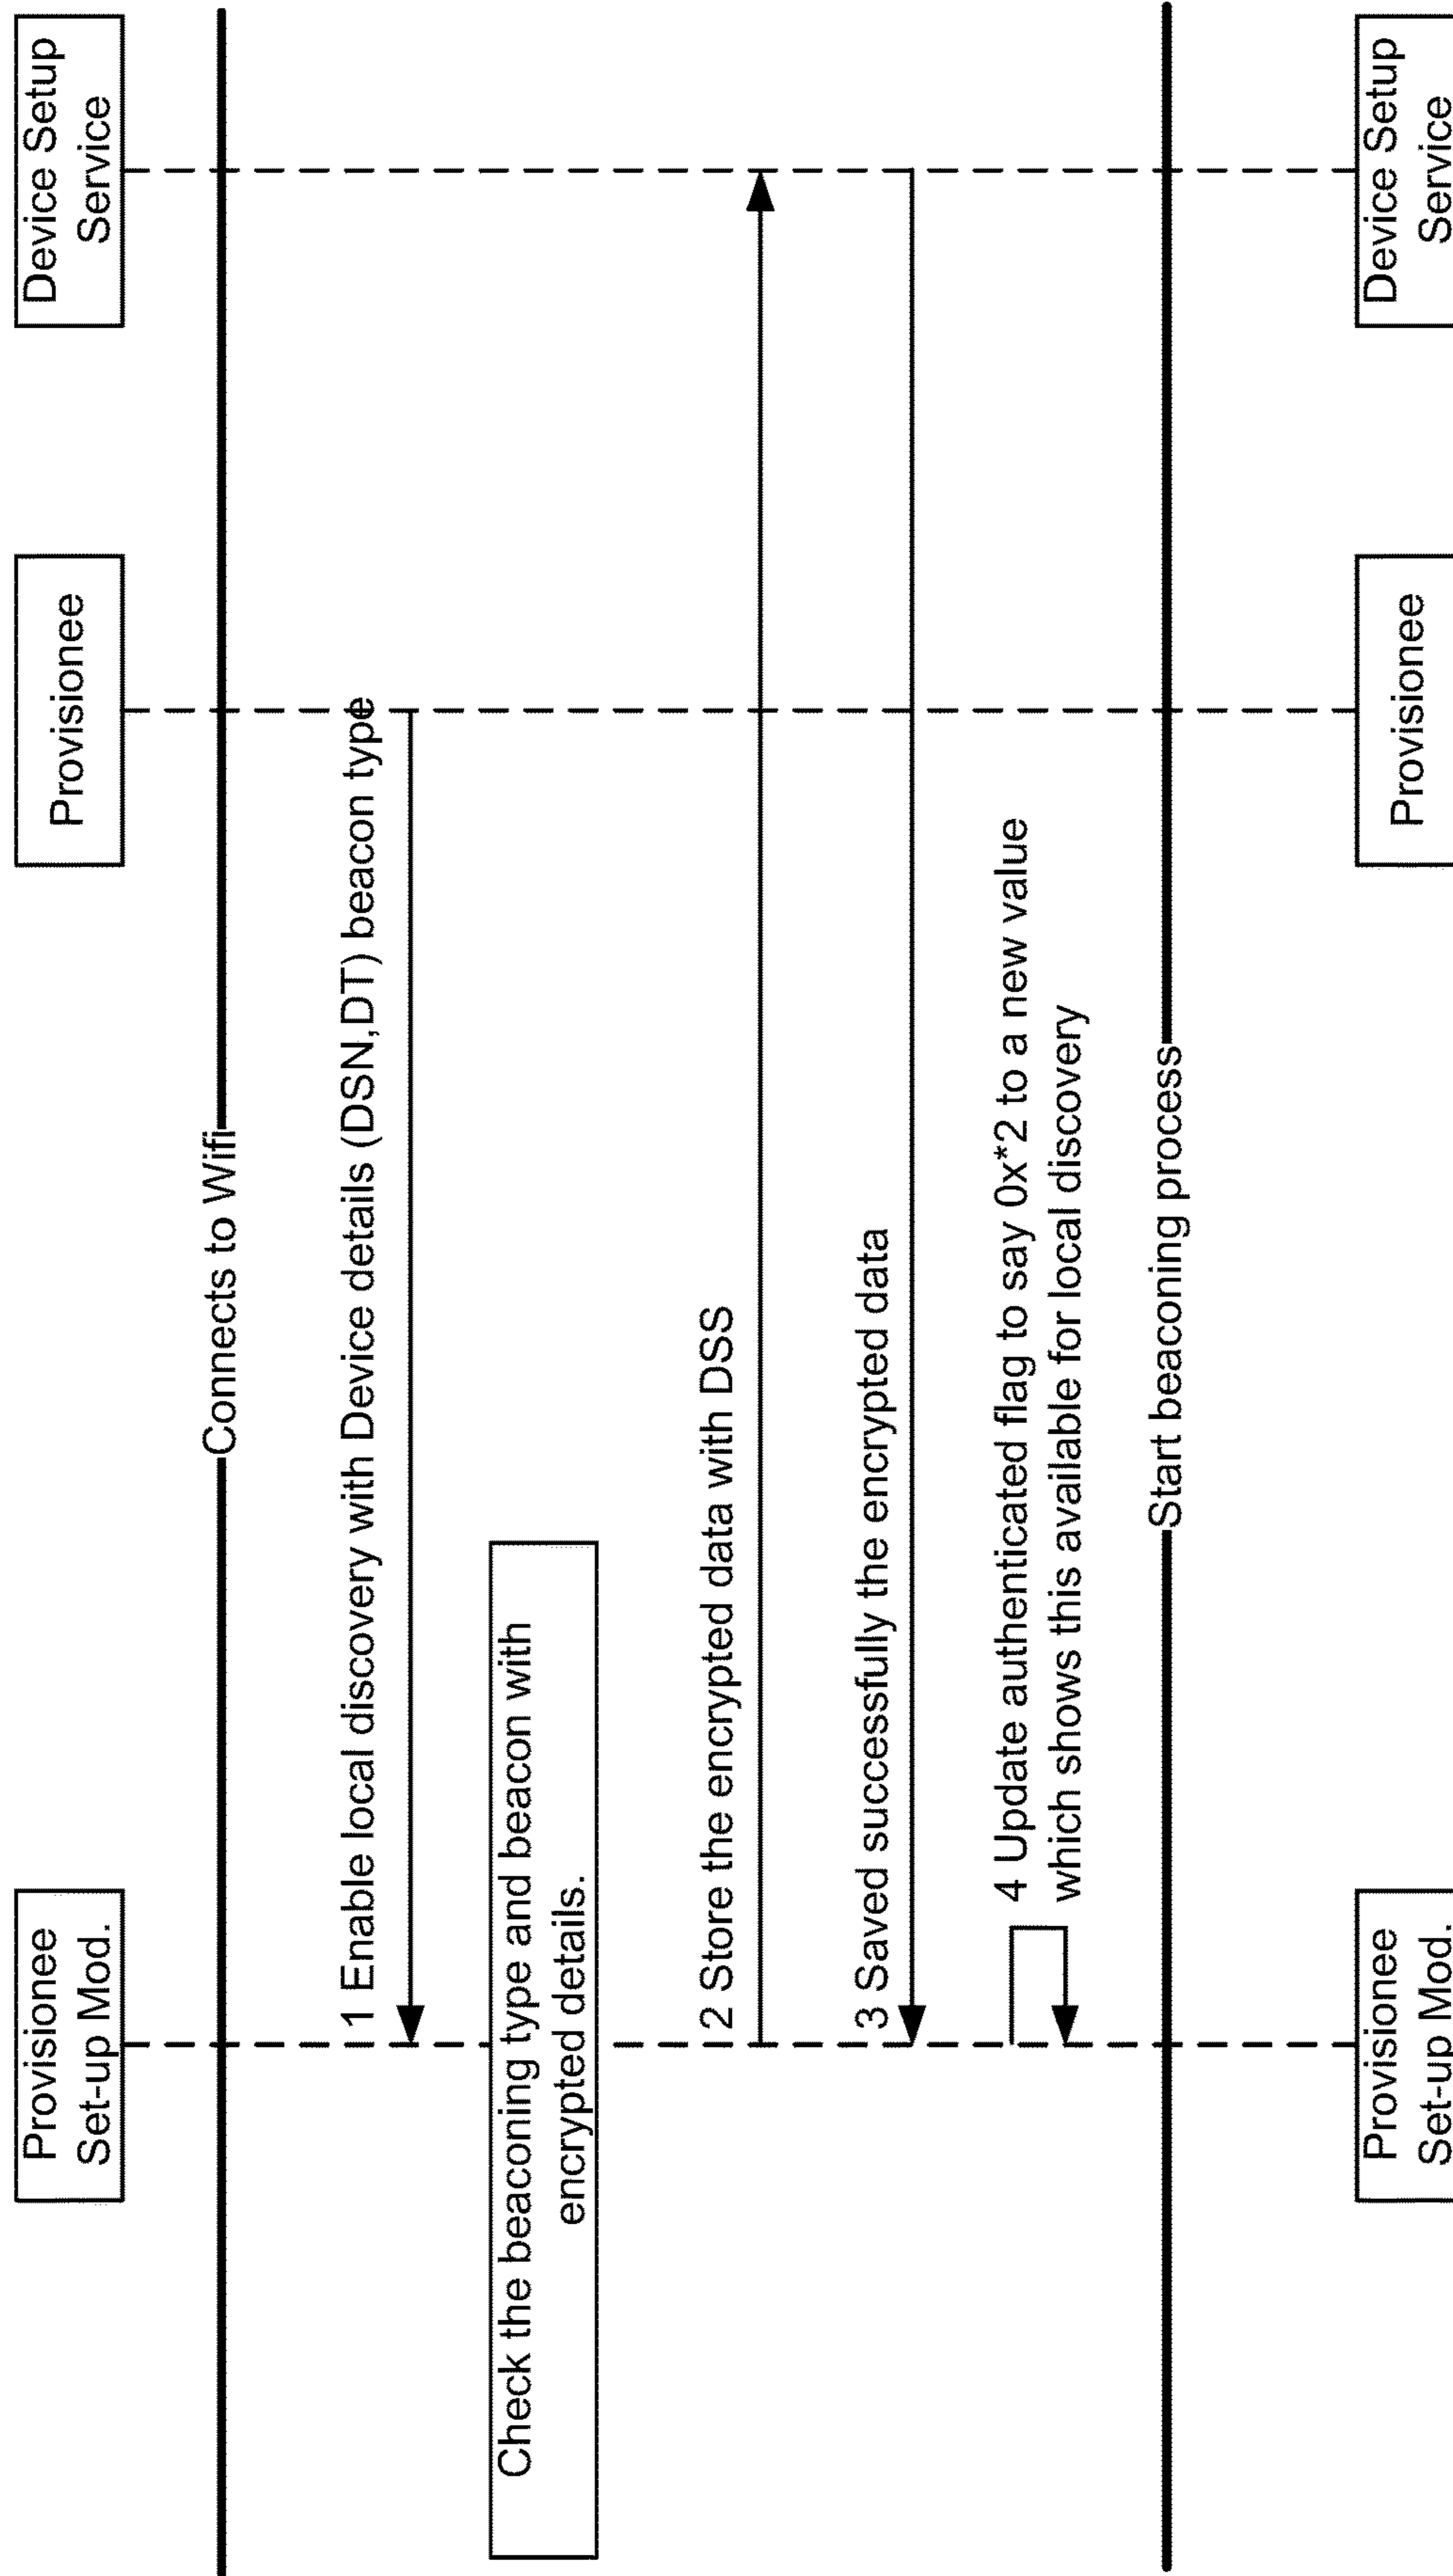 Provisionee
Set-up Mod.
Provisionee
Device Setup
Service
Connects to Wifi
1 Enable local discovery with Device details (DSN,DT) beacon type
Check the beaconing type and beacon with
encrypted details.
2 Store the encrypted data with DSS
3 Saved successfully the encrypted data
4 Update authenticated flag to say 0x*2 to a new value
which shows this available for local discovery
Start beaconing process
Provisionee
Set-up Mod.
Provisionee
Device Setup
Service